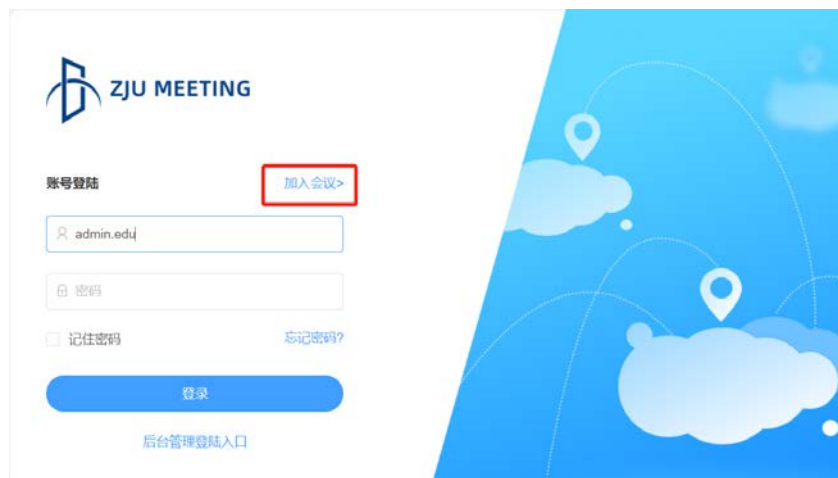 ZJU MEETING
账号登陆 加入会议>
admin.edu
密码
记住密码 忘记密码?
登录
后台管理登陆入口